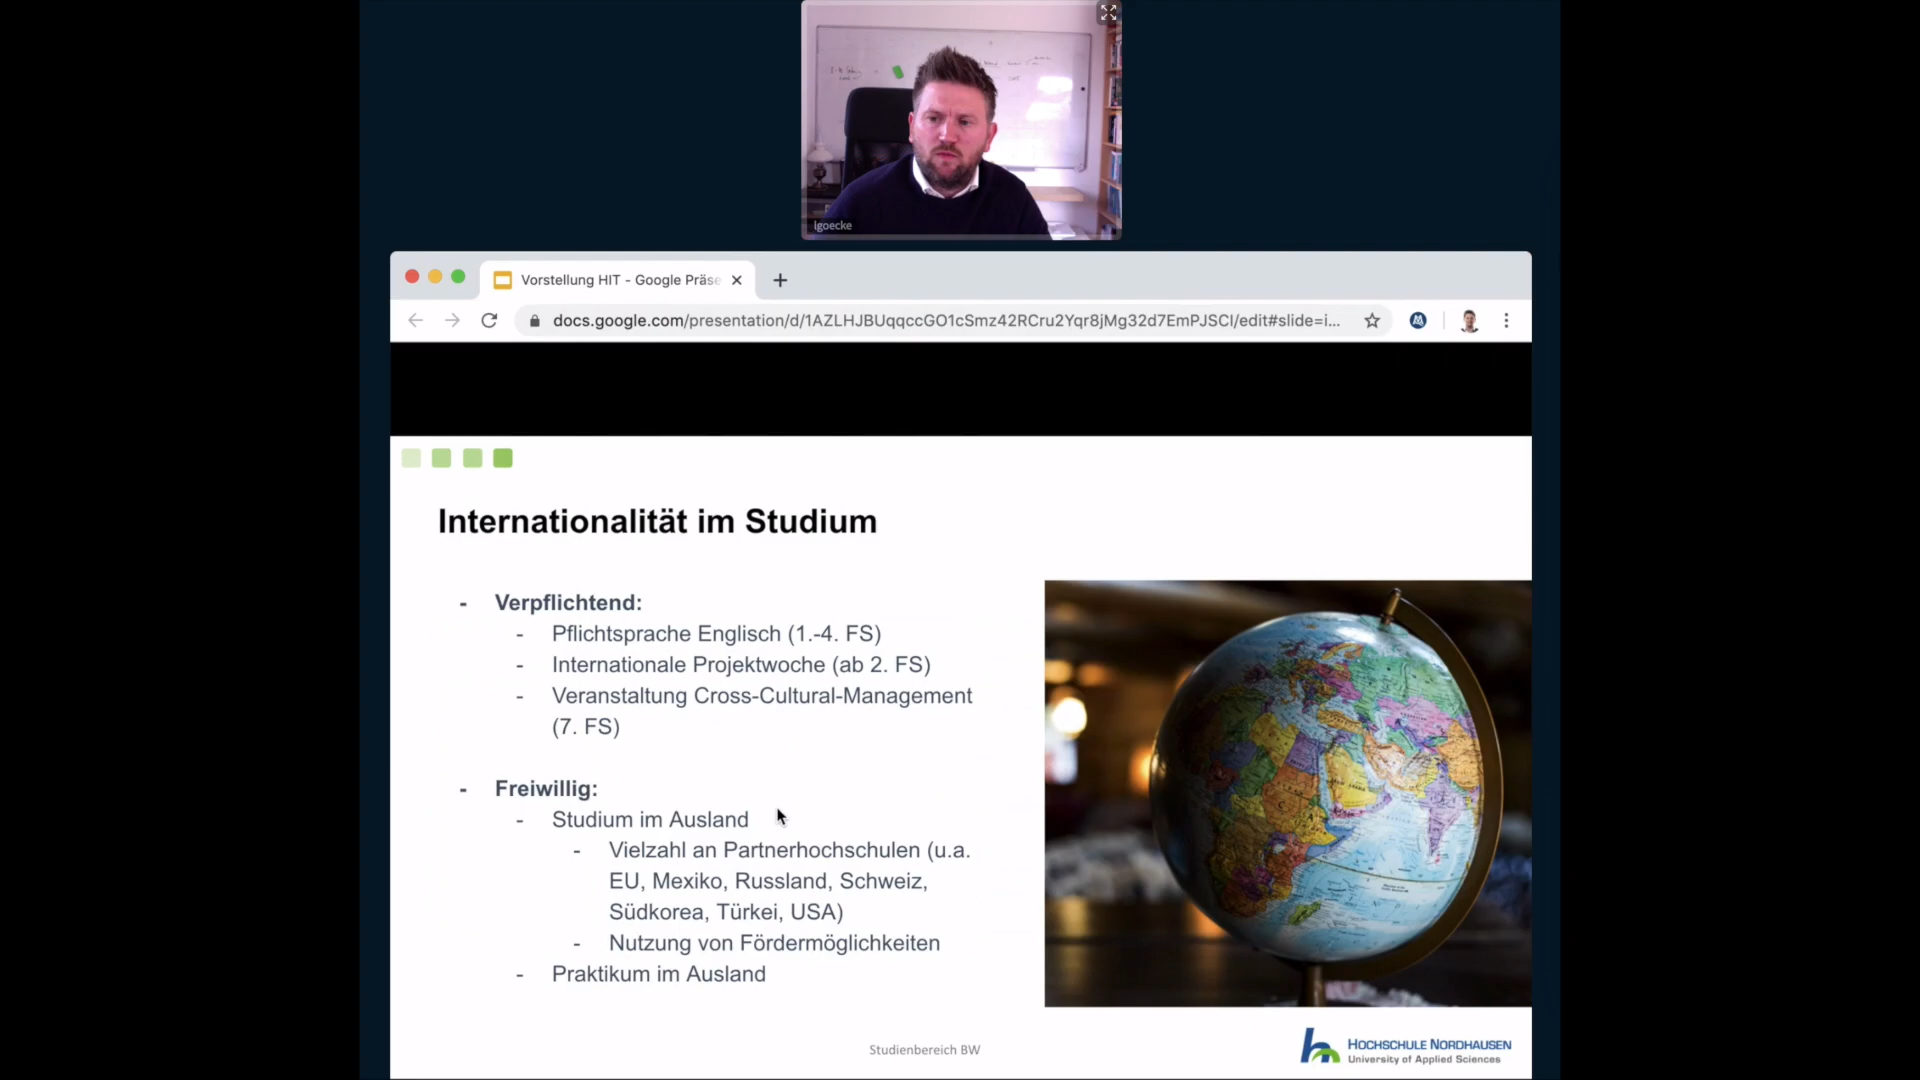 lgoecke
Vorstellung HIT - Google Präse
docs.google.com/presentation/d/1AZLHJBUqqccGO1cSmz42RCru2Yqr8jMg32d7EmPJSCI/edit#slide=i...
Internationalität im Studium
- Verpflichtend:
- Pflichtsprache Englisch (1.-4. FS)
- Internationale Projektwoche (ab 2. FS)
- Veranstaltung Cross-Cultural-Management
(7. FS)
- Freiwillig:
- Studium im Ausland
- Vielzahl an Partnerhochschulen (u.a.
EU, Mexiko, Russland, Schweiz,
Südkorea, Türkei, USA)
- Nutzung von Fördermöglichkeiten
- Praktikum im Ausland
Studienbereich BW
HOCHSCHULE NORDHAUSEN
University of Applied Sciences